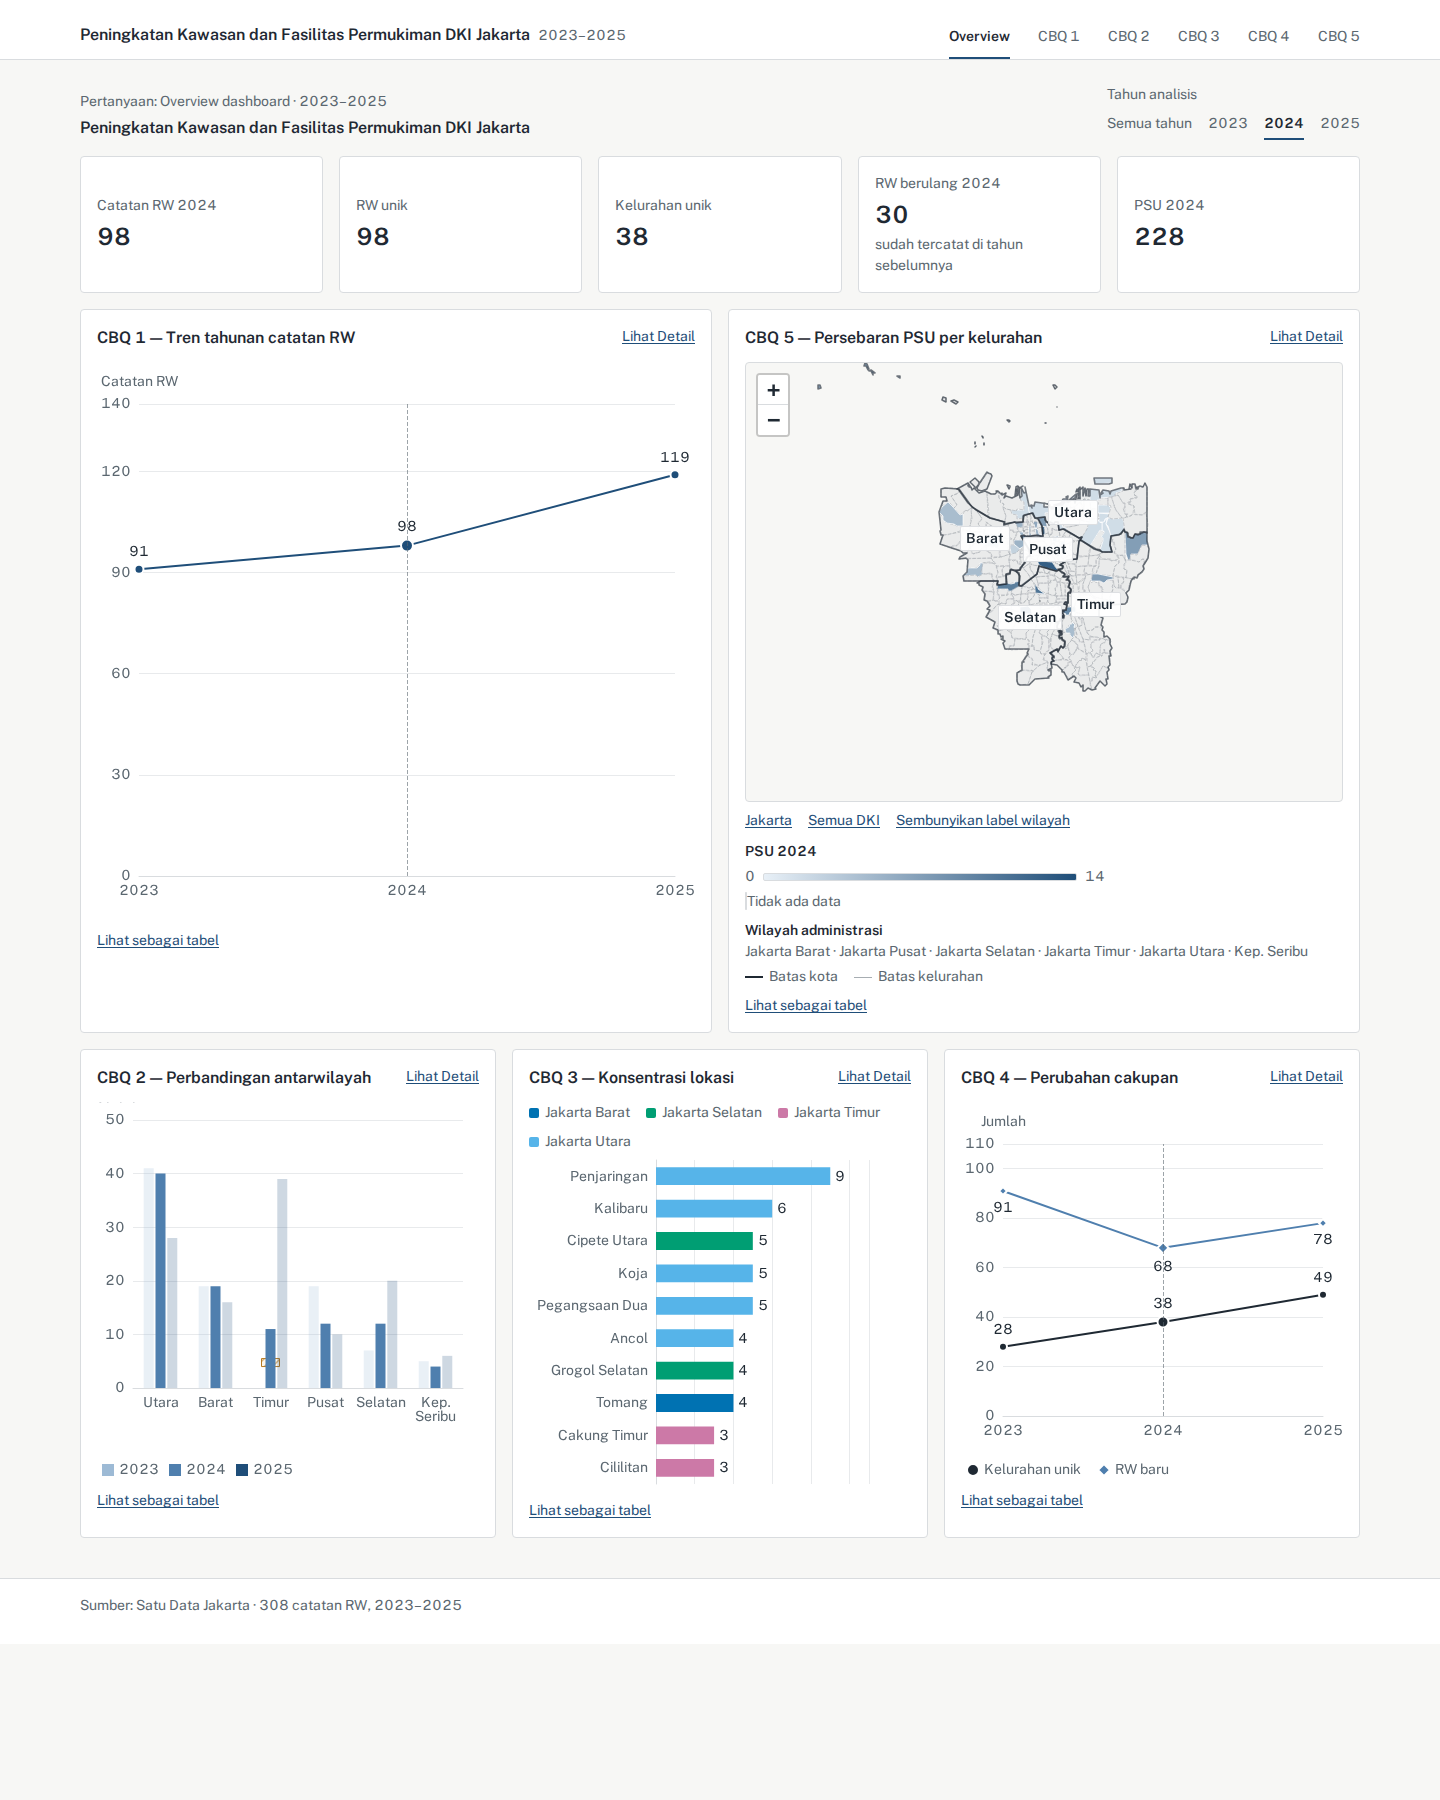 Peningkatan Kawasan dan Fasilitas Permukiman DKI Jakarta 2023–2025
Overview CBQ 1 CBQ 2 CBQ 3 CBQ 4 CBQ 5
Pertanyaan: Overview dashboard · 2023–2025
Peningkatan Kawasan dan Fasilitas Permukiman DKI Jakarta
Tahun analisis
Semua tahun 2023 2024 2025
Catatan RW 2024
98
RW unik
98
Kelurahan unik
38
RW berulang 2024
30
sudah tercatat di tahun
sebelumnya
PSU 2024
228
CBQ 1 — Tren tahunan catatan RW
Lihat Detail
Catatan RW
140
120
90
60
30
0
91
98
119
2023 2024 2025
Lihat sebagai tabel
CBQ 5 — Persebaran PSU per kelurahan
Lihat Detail
+
−
Utara
Barat
Pusat
Timur
Selatan
Jakarta Semua DKI Sembunyikan label wilayah
PSU 2024
0 14
Tidak ada data
Wilayah administrasi
Jakarta Barat · Jakarta Pusat · Jakarta Selatan · Jakarta Timur · Jakarta Utara · Kep. Seribu
Batas kota Batas kelurahan
Lihat sebagai tabel
CBQ 2 — Perbandingan antarwilayah
Lihat Detail
50
40
30
20
10
0
Utara Barat Timur Pusat Selatan Kep.
Seribu
2023 2024 2025
Lihat sebagai tabel
CBQ 3 — Konsentrasi lokasi
Lihat Detail
Jakarta Barat Jakarta Selatan Jakarta Timur
Jakarta Utara
Penjaringan 9
Kalibaru 6
Cipete Utara 5
Koja 5
Pegangsaan Dua 5
Ancol 4
Grogol Selatan 4
Tomang 4
Cakung Timur 3
Cililitan 3
Lihat sebagai tabel
CBQ 4 — Perubahan cakupan
Lihat Detail
Jumlah
110
100
80
60
40
20
0
91
68
78
28
38
49
2023 2024 2025
Kelurahan unik RW baru
Lihat sebagai tabel
Sumber: Satu Data Jakarta · 308 catatan RW, 2023–2025